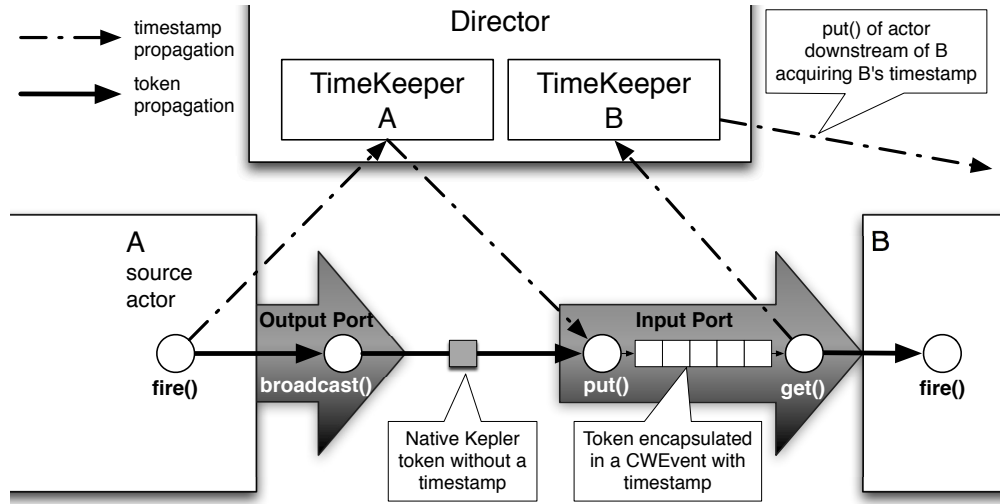 timestamp
propagation
token
propagation
Director
TimeKeeper
A
TimeKeeper
B
put() of actor
downstream of B
acquiring B's timestamp
A
source
actor
fire()
Output Port
broadcast()
Native Kepler
token without a
timestamp
Input Port
put()
get()
Token encapsulated
in a CWEvent with
timestamp
B
fire()